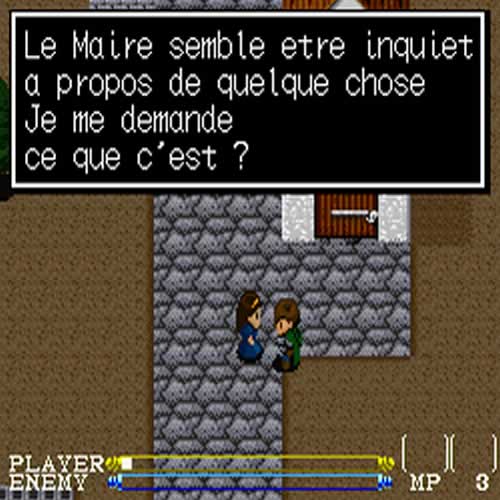 Le Maire semble etre inquiet
a propos de quelque chose
Je me demande
ce que c'est ?
PLAYER
ENEMY
MP 3